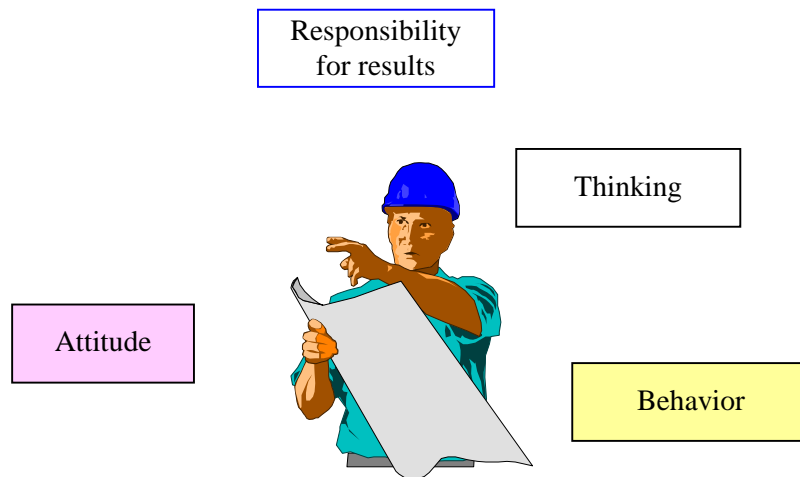 Responsibility
for results
Thinking
Attitude
Behavior